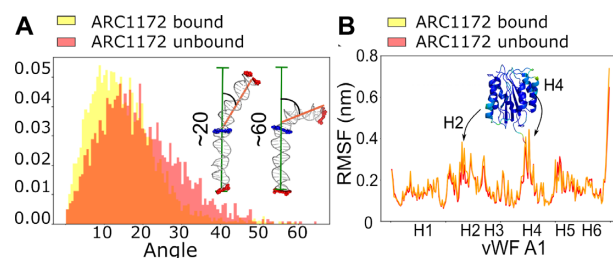 A
ARC1172 bound
ARC1172 unbound
0.05
0.04
0.03
0.02
0.01
0.00
10
20
30
40
50
60
Angle
~20
~60
B
ARC1172 bound
ARC1172 unbound
0.8
0.6
0.4
0.2
0
RMSF (nm)
H4
H2
H1
H2
H3
H4
H5
H6
vWF A1